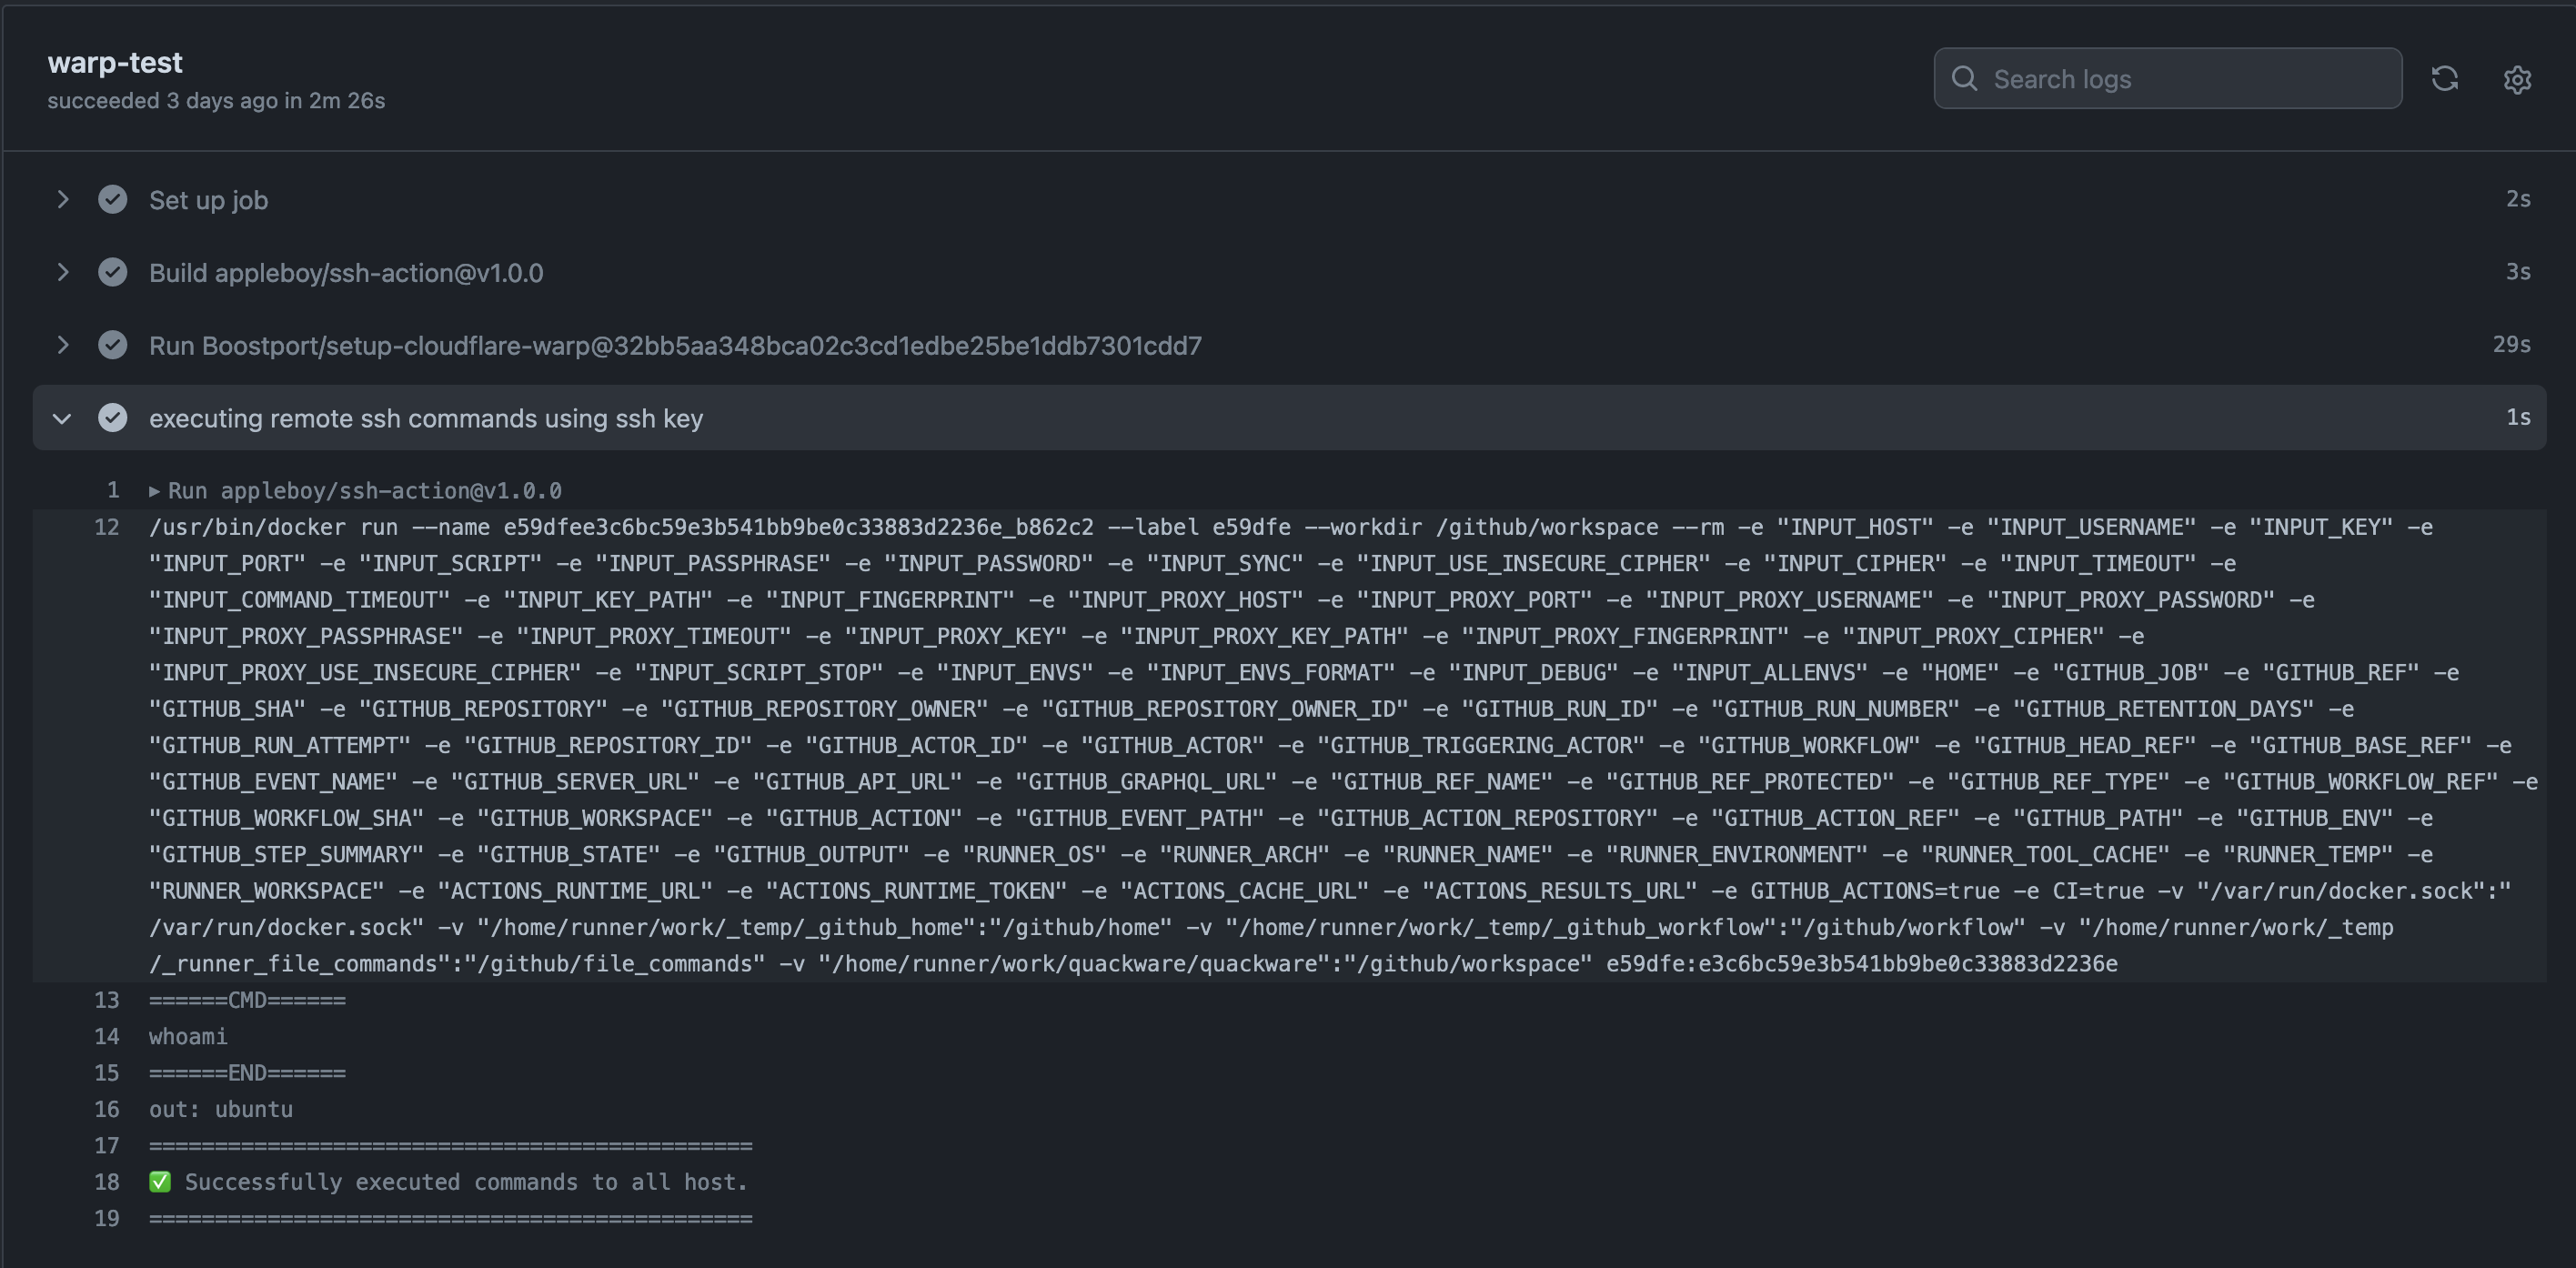 warp-test
succeeded 3 days ago in 2m 26s
Search logs
Set up job 2s
Build appleboy/ssh-action@v1.0.0 3s
Run Boostport/setup-cloudflare-warp@32bb5aa348bca02c3cd1edbe25be1ddb7301cdd7 29s
executing remote ssh commands using ssh key 1s
1 ▸ Run appleboy/ssh-action@v1.0.0
12 /usr/bin/docker run --name e59dfee3c6bc59e3b541bb9be0c33883d2236e_b862c2 --label e59dfe --workdir /github/workspace --rm -e "INPUT_HOST" -e "INPUT_USERNAME" -e "INPUT_KEY" -e
"INPUT_PORT" -e "INPUT_SCRIPT" -e "INPUT_PASSPHRASE" -e "INPUT_PASSWORD" -e "INPUT_SYNC" -e "INPUT_USE_INSECURE_CIPHER" -e "INPUT_CIPHER" -e "INPUT_TIMEOUT" -e
"INPUT_COMMAND_TIMEOUT" -e "INPUT_KEY_PATH" -e "INPUT_FINGERPRINT" -e "INPUT_PROXY_HOST" -e "INPUT_PROXY_PORT" -e "INPUT_PROXY_USERNAME" -e "INPUT_PROXY_PASSWORD" -e
"INPUT_PROXY_PASSPHRASE" -e "INPUT_PROXY_TIMEOUT" -e "INPUT_PROXY_KEY" -e "INPUT_PROXY_KEY_PATH" -e "INPUT_PROXY_FINGERPRINT" -e "INPUT_PROXY_CIPHER" -e
"INPUT_PROXY_USE_INSECURE_CIPHER" -e "INPUT_SCRIPT_STOP" -e "INPUT_ENVS" -e "INPUT_ENVS_FORMAT" -e "INPUT_DEBUG" -e "INPUT_ALLENVS" -e "HOME" -e "GITHUB_JOB" -e "GITHUB_REF" -e
"GITHUB_SHA" -e "GITHUB_REPOSITORY" -e "GITHUB_REPOSITORY_OWNER" -e "GITHUB_REPOSITORY_OWNER_ID" -e "GITHUB_RUN_ID" -e "GITHUB_RUN_NUMBER" -e "GITHUB_RETENTION_DAYS" -e
"GITHUB_RUN_ATTEMPT" -e "GITHUB_REPOSITORY_ID" -e "GITHUB_ACTOR_ID" -e "GITHUB_ACTOR" -e "GITHUB_TRIGGERING_ACTOR" -e "GITHUB_WORKFLOW" -e "GITHUB_HEAD_REF" -e "GITHUB_BASE_REF" -e
"GITHUB_EVENT_NAME" -e "GITHUB_SERVER_URL" -e "GITHUB_API_URL" -e "GITHUB_GRAPHQL_URL" -e "GITHUB_REF_NAME" -e "GITHUB_REF_PROTECTED" -e "GITHUB_REF_TYPE" -e "GITHUB_WORKFLOW_REF" -e
"GITHUB_WORKFLOW_SHA" -e "GITHUB_WORKSPACE" -e "GITHUB_ACTION" -e "GITHUB_EVENT_PATH" -e "GITHUB_ACTION_REPOSITORY" -e "GITHUB_ACTION_REF" -e "GITHUB_PATH" -e "GITHUB_ENV" -e
"GITHUB_STEP_SUMMARY" -e "GITHUB_STATE" -e "GITHUB_OUTPUT" -e "RUNNER_OS" -e "RUNNER_ARCH" -e "RUNNER_NAME" -e "RUNNER_ENVIRONMENT" -e "RUNNER_TOOL_CACHE" -e "RUNNER_TEMP" -e
"RUNNER_WORKSPACE" -e "ACTIONS_RUNTIME_URL" -e "ACTIONS_RUNTIME_TOKEN" -e "ACTIONS_CACHE_URL" -e "ACTIONS_RESULTS_URL" -e GITHUB_ACTIONS=true -e CI=true -v "/var/run/docker.sock":"
/var/run/docker.sock" -v "/home/runner/work/_temp/_github_home":"/github/home" -v "/home/runner/work/_temp/_github_workflow":"/github/workflow" -v "/home/runner/work/_temp
/_runner_file_commands":"/github/file_commands" -v "/home/runner/work/quackware/quackware":"/github/workspace" e59dfe:e3c6bc59e3b541bb9be0c33883d2236e
13 ======CMD======
14 whoami
15 ======END======
16 out: ubuntu
17 ==============================================
18 ✅ Successfully executed commands to all host.
19 ==============================================